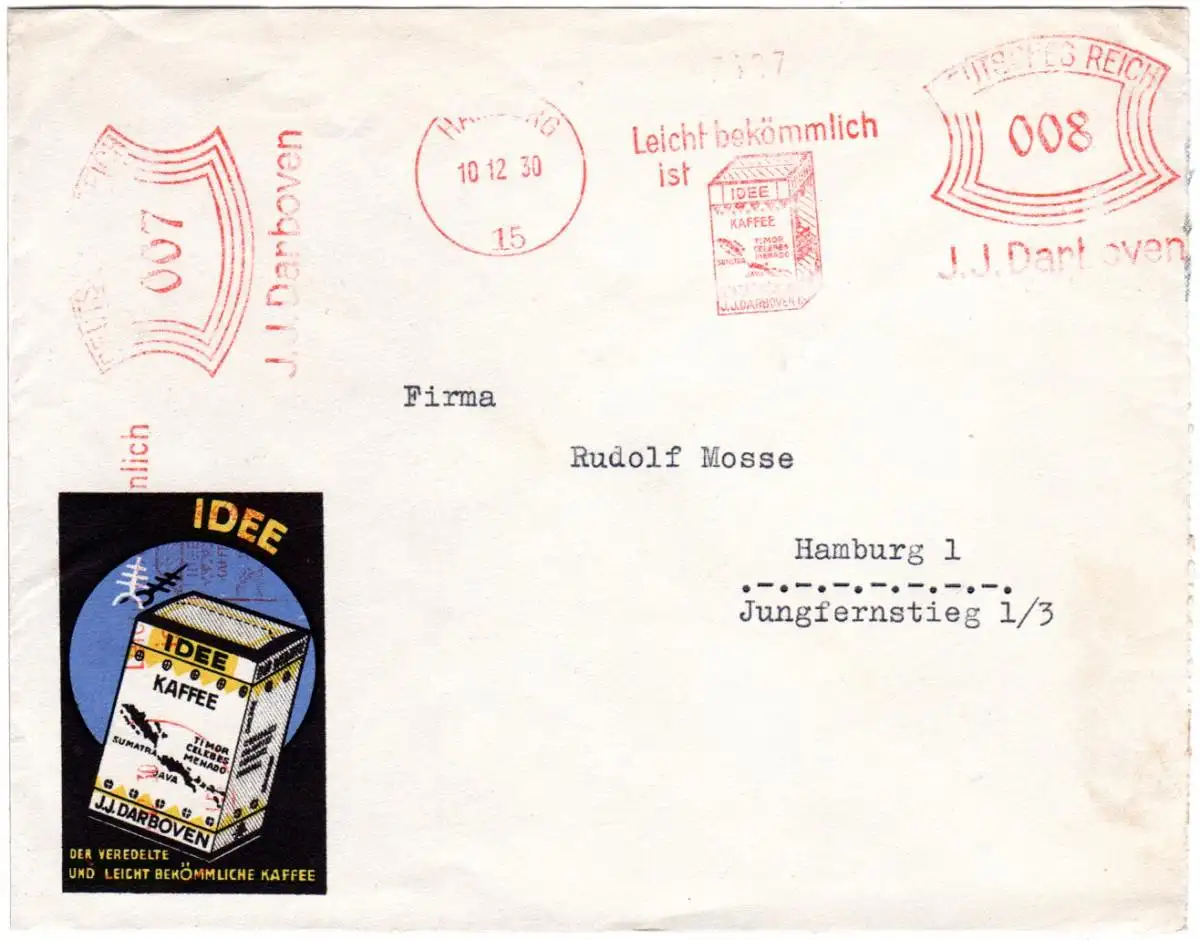 DEUTSCHES REICH
008
J.J. Darboven
Leicht bekömmlich
ist
IDEE
KAFFEE
TIMOR
CELEBES
MENADO
SUMATRA
JAVA
J.J.DARBOVEN
HAMBURG
10 12 30
15
REICH
007
J.J. Darboven
mlich
Firma
Rudolf Mosse
Hamburg 1
.-.-.-.-.-.-.-.
Jungfernstieg 1/3
IDEE
IDEE
KAFFEE
TIMOR
CELEBES
MENADO
SUMATRA
JAVA
J.J.DARBOVEN
DER VEREDELTE
UND LEICHT BEKÖMMLICHE KAFFEE